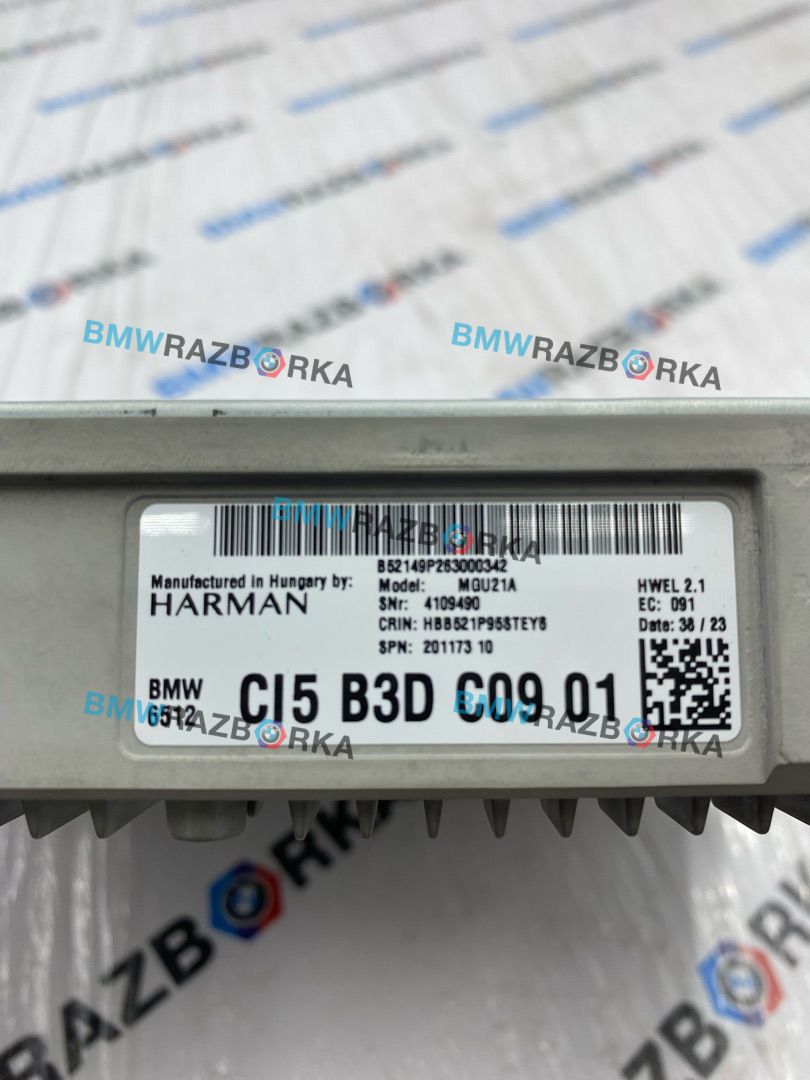 BMWRAZBORKA
BMWRAZBORKA
BMWRAZBORKA
B52149P263000342
Manufactured in Hungary by:
HARMAN
Model: MGU21A
SNr: 4109490
CRIN: HBB521P95STEY6
SPN: 201173 10
HWEL 2.1
EC: 091
Date: 38 / 23
BMW
6512
CI5 B3D C09 01
BMWRAZBORKA
BMWRAZBORKA
RAZBORKA